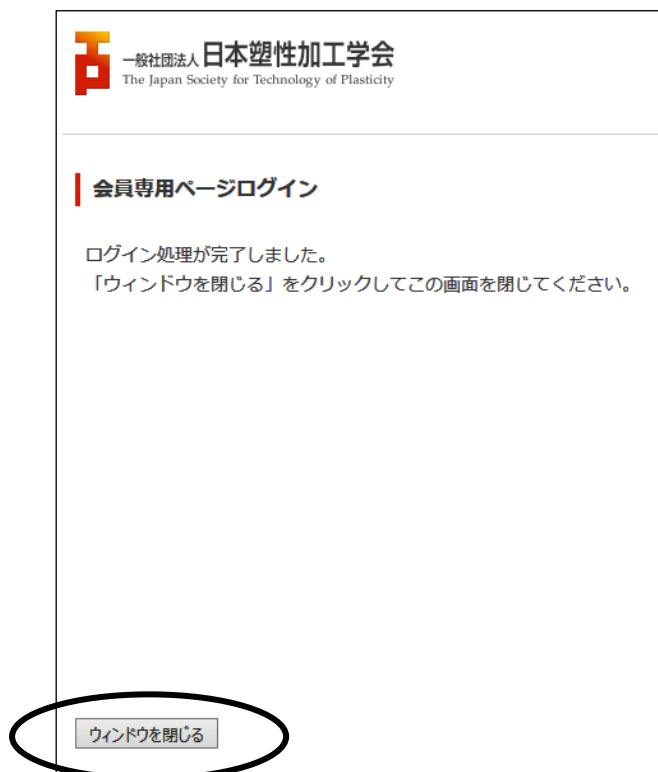 一般社団法人日本塑性加工学会
The Japan Society for Technology of Plasticity
会員専用ページログイン
ログイン処理が完了しました。
「ウィンドウを閉じる」をクリックしてこの画面を閉じてください。
ウィンドウを閉じる